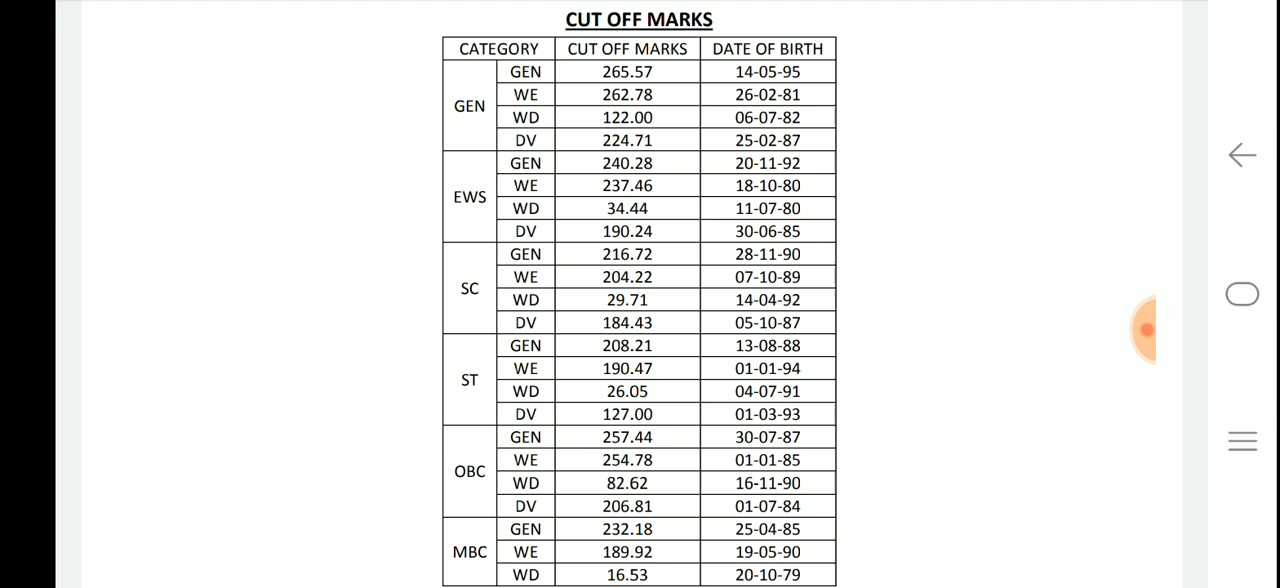 CUT OFF MARKS
CATEGORY CUT OFF MARKS DATE OF BIRTH
GEN GEN 265.57 14-05-95
WE 262.78 26-02-81
WD 122.00 06-07-82
DV 224.71 25-02-87
EWS GEN 240.28 20-11-92
WE 237.46 18-10-80
WD 34.44 11-07-80
DV 190.24 30-06-85
SC GEN 216.72 28-11-90
WE 204.22 07-10-89
WD 29.71 14-04-92
DV 184.43 05-10-87
ST GEN 208.21 13-08-88
WE 190.47 01-01-94
WD 26.05 04-07-91
DV 127.00 01-03-93
OBC GEN 257.44 30-07-87
WE 254.78 01-01-85
WD 82.62 16-11-90
DV 206.81 01-07-84
MBC GEN 232.18 25-04-85
WE 189.92 19-05-90
WD 16.53 20-10-79